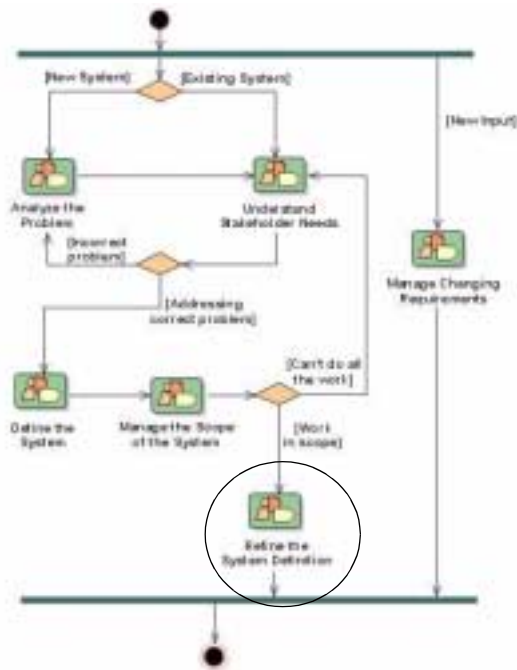 [New System]
[Existing System]
[New Input]
Analyze the
Problem
Understand
Stakeholder Needs
[Incorrect
problem]
Manage Changing
Requirements
[Addressing
correct problem]
[Can't do all
the work]
Define the
System
Manage the Scope
of the System
[Work
in scope]
Refine the
System Definition